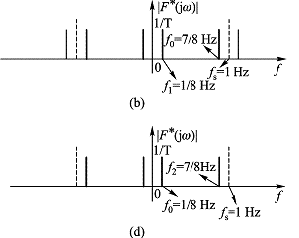 |F*(jω)|
1/T
f₀=7/8 Hz
0
f₁=1/8 Hz
fₛ=1 Hz
f
(b)
|F*(jω)|
1/T
f₂=7/8Hz
0
f₀=1/8 Hz
fₛ=1 Hz
f
(d)